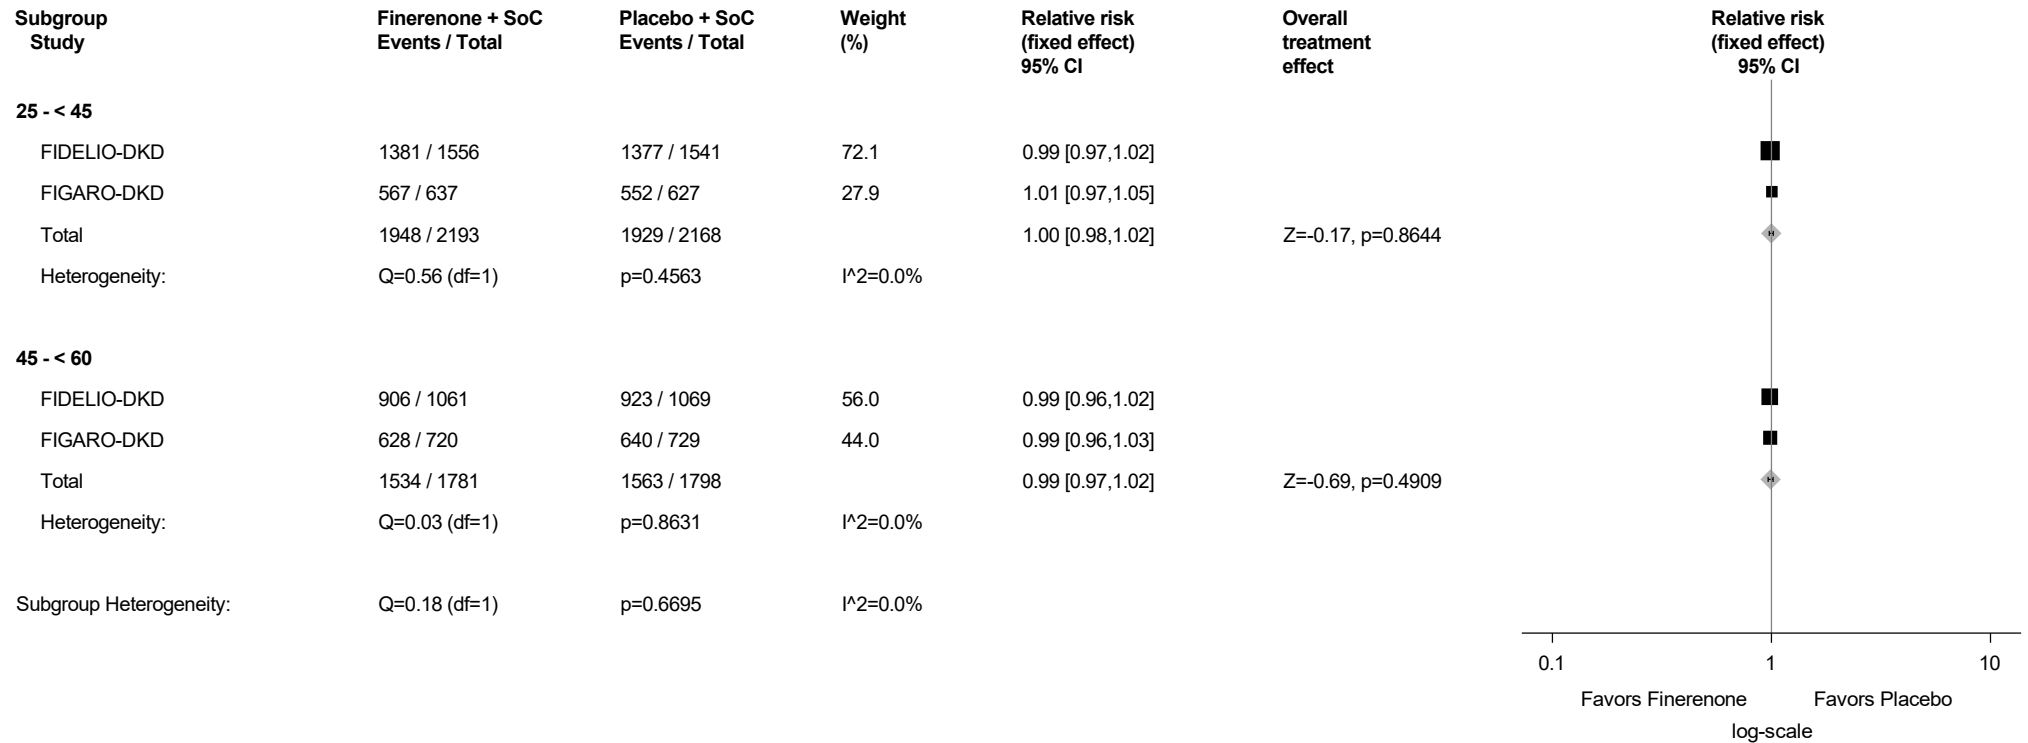 Subgroup Finerenone + SoC Placebo + SoC Weight Relative risk Overall Relative risk
Study Events / Total Events / Total (%) (fixed effect) treatment (fixed effect)
95% CI effect 95% CI
25 - < 45
FIDELIO-DKD 1381 / 1556 1377 / 1541 72.1 0.99 [0.97,1.02]
FIGARO-DKD 567 / 637 552 / 627 27.9 1.01 [0.97,1.05]
Total 1948 / 2193 1929 / 2168 1.00 [0.98,1.02] Z=-0.17, p=0.8644
Heterogeneity: Q=0.56 (df=1) p=0.4563 I^2=0.0%
45 - < 60
FIDELIO-DKD 906 / 1061 923 / 1069 56.0 0.99 [0.96,1.02]
FIGARO-DKD 628 / 720 640 / 729 44.0 0.99 [0.96,1.03]
Total 1534 / 1781 1563 / 1798 0.99 [0.97,1.02] Z=-0.69, p=0.4909
Heterogeneity: Q=0.03 (df=1) p=0.8631 I^2=0.0%
Subgroup Heterogeneity: Q=0.18 (df=1) p=0.6695 I^2=0.0%
0.1 1 10
Favors Finerenone Favors Placebo
log-scale